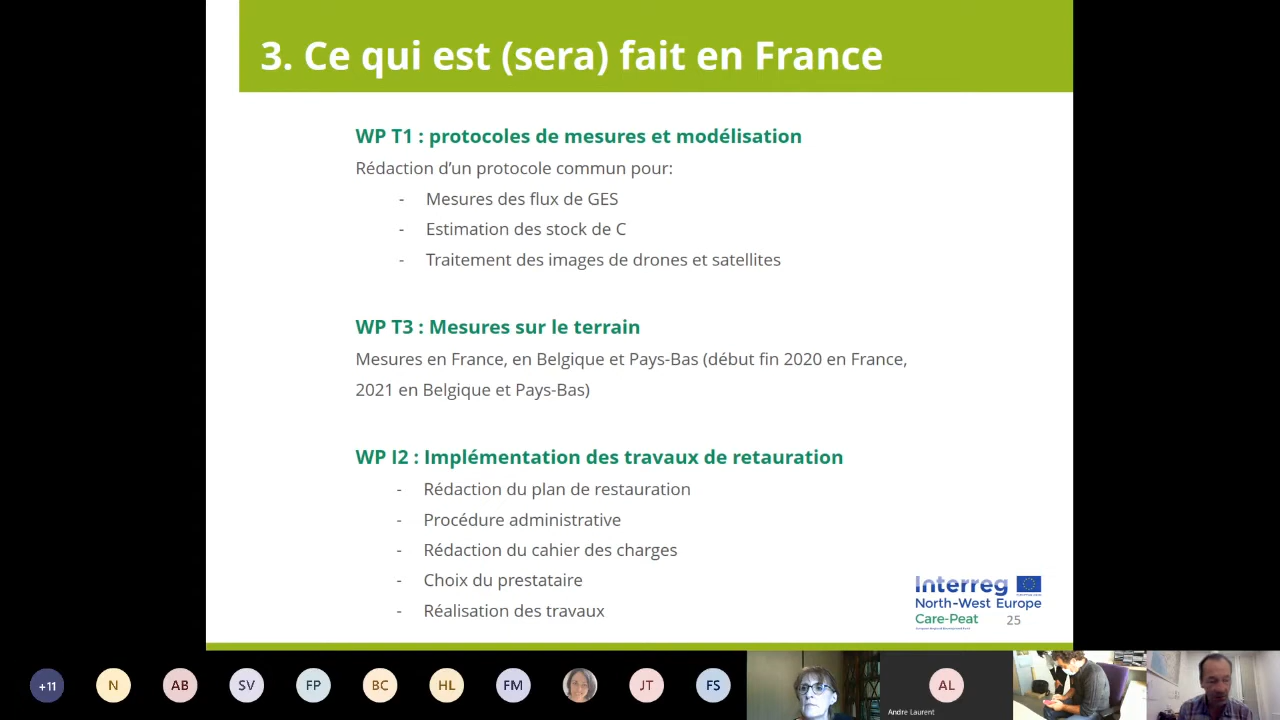 3. Ce qui est (sera) fait en France
WP T1 : protocoles de mesures et modélisation
Rédaction d’un protocole commun pour:
- Mesures des flux de GES
- Estimation des stock de C
- Traitement des images de drones et satellites
WP T3 : Mesures sur le terrain
Mesures en France, en Belgique et Pays-Bas (début fin 2020 en France,
2021 en Belgique et Pays-Bas)
WP I2 : Implémentation des travaux de retauration
- Rédaction du plan de restauration
- Procédure administrative
- Rédaction du cahier des charges
- Choix du prestataire
- Réalisation des travaux
Interreg
North-West Europe
Care-Peat
25
+11
N
AB
SV
FP
BC
HL
FM
JT
FS
AL
Andre Laurent